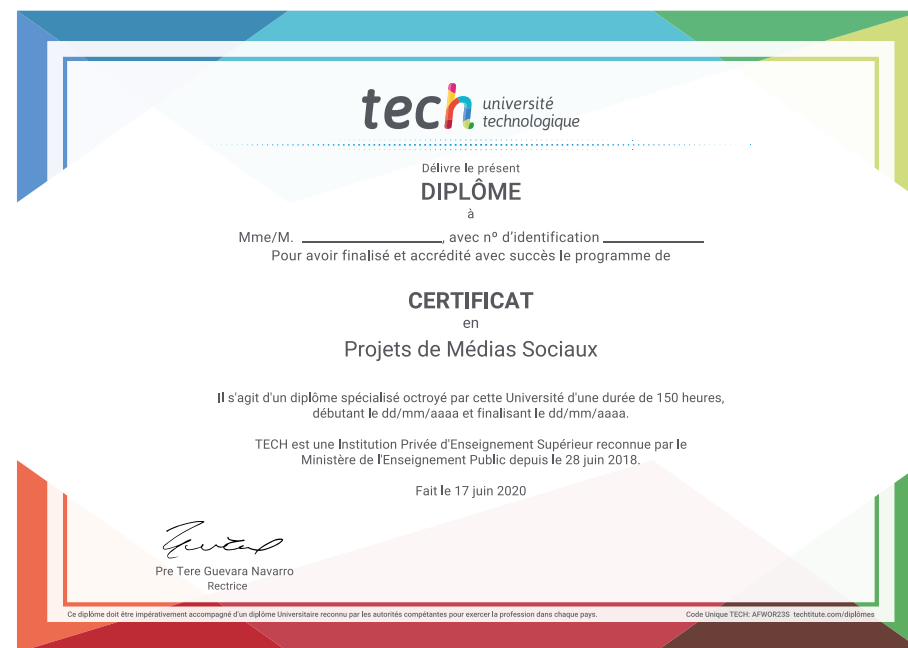 tech université
technologique
Délivre le présent
DIPLÔME
à
Mme/M. ____________________, avec nº d'identification ______________
Pour avoir finalisé et accrédité avec succès le programme de
CERTIFICAT
en
Projets de Médias Sociaux
Il s'agit d'un diplôme spécialisé octroyé par cette Université d'une durée de 150 heures,
débutant le dd/mm/aaaa et finalisant le dd/mm/aaaa.
TECH est une Institution Privée d'Enseignement Supérieur reconnue par le
Ministère de l'Enseignement Public depuis le 28 juin 2018.
Fait le 17 juin 2020
Pre Tere Guevara Navarro
Rectrice
Ce diplôme doit être impérativement accompagné d'un diplôme Universitaire reconnu par les autorités compétentes pour exercer la profession dans chaque pays. Code Unique TECH: AFWOR23S techtitute.com/diplômes